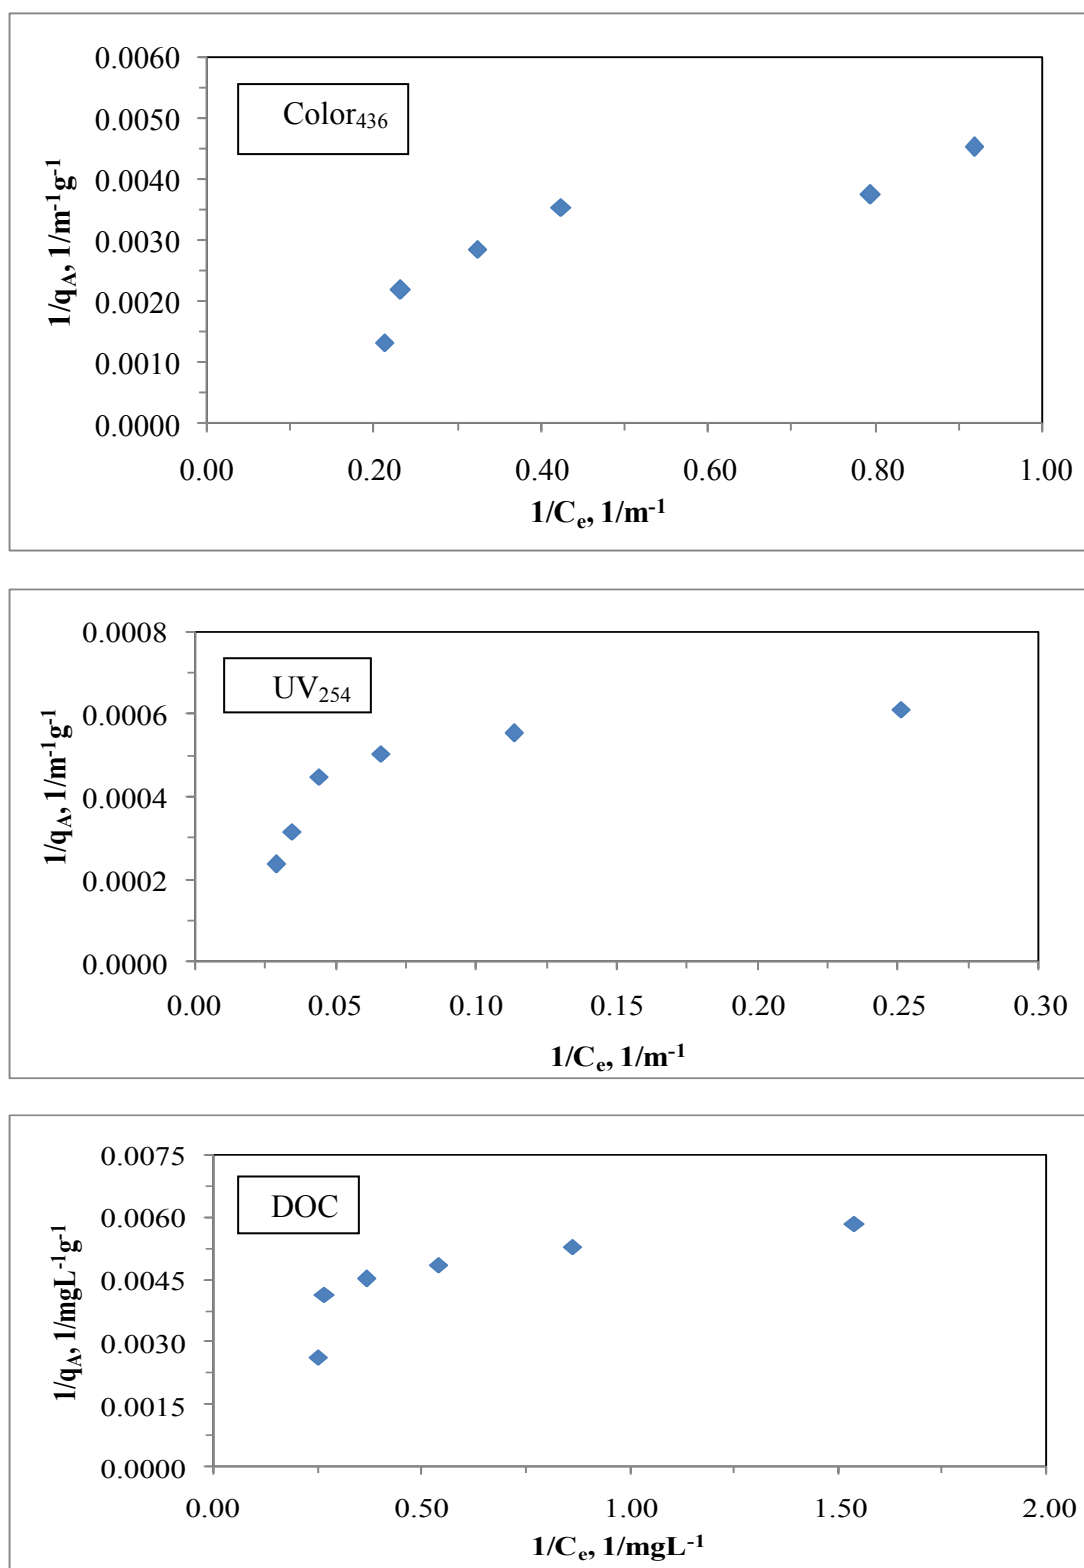 0.0060
0.0050
0.0040
0.0030
0.0020
0.0010
0.0000
Color₄₃₆
1/q_A, 1/m⁻¹g⁻¹
0.00 0.20 0.40 0.60 0.80 1.00
1/Cₑ, 1/m⁻¹
0.0008
0.0006
0.0004
0.0002
0.0000
UV₂₅₄
1/q_A, 1/m⁻¹g⁻¹
0.00 0.05 0.10 0.15 0.20 0.25 0.30
1/Cₑ, 1/m⁻¹
0.0075
0.0060
0.0045
0.0030
0.0015
0.0000
DOC
1/q_A, 1/mgL⁻¹g⁻¹
0.00 0.50 1.00 1.50 2.00
1/Cₑ, 1/mgL⁻¹